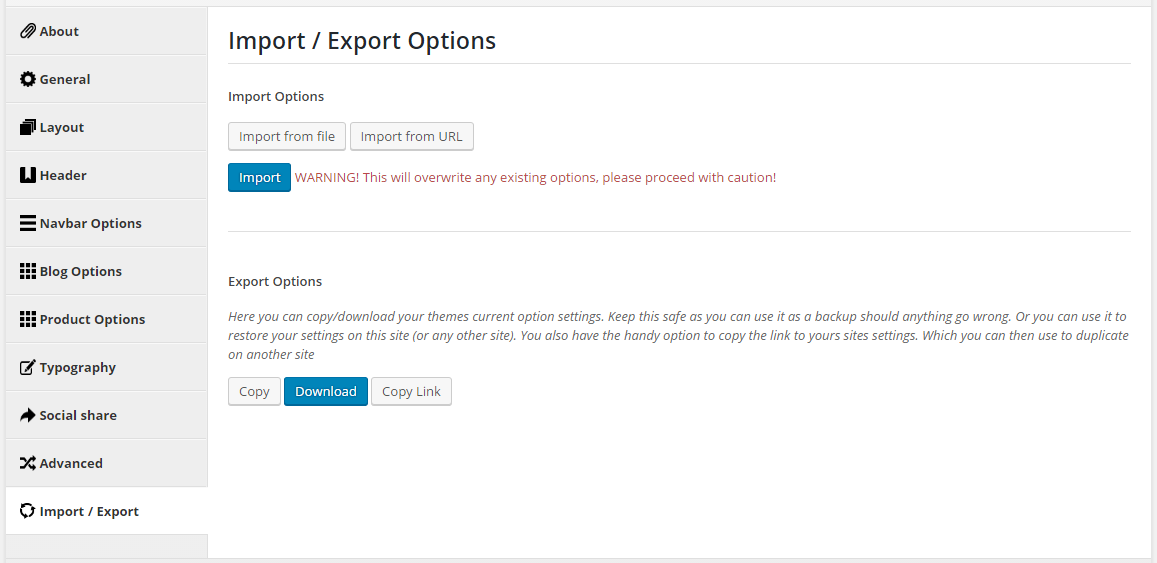 About
General
Layout
Header
Navbar Options
Blog Options
Product Options
Typography
Social share
Advanced
Import / Export
Import / Export Options
Import Options
Import from file Import from URL
Import WARNING! This will overwrite any existing options, please proceed with caution!
Export Options
Here you can copy/download your themes current option settings. Keep this safe as you can use it as a backup should anything go wrong. Or you can use it to
restore your settings on this site (or any other site). You also have the handy option to copy the link to yours sites settings. Which you can then use to duplicate
on another site
Copy Download Copy Link